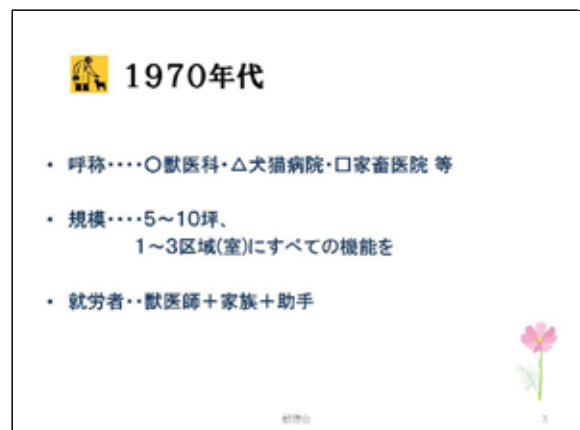 1970年代
• 呼称‥‥〇獣医科・△犬猫病院・□家畜医院 等
• 規模‥‥5～10坪、
1～3区域(室)にすべての機能を
• 就労者‥獣医師＋家族＋助手
3